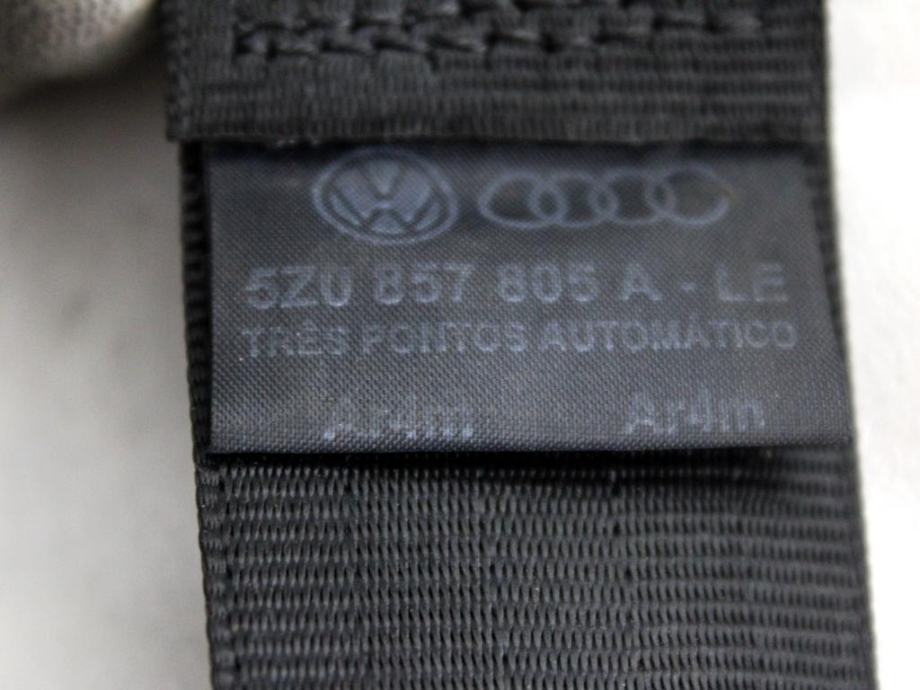 5Z0 857 805 A - LE
TRÊS PONTOS AUTOMÁTICO
Ar4m Ar4m